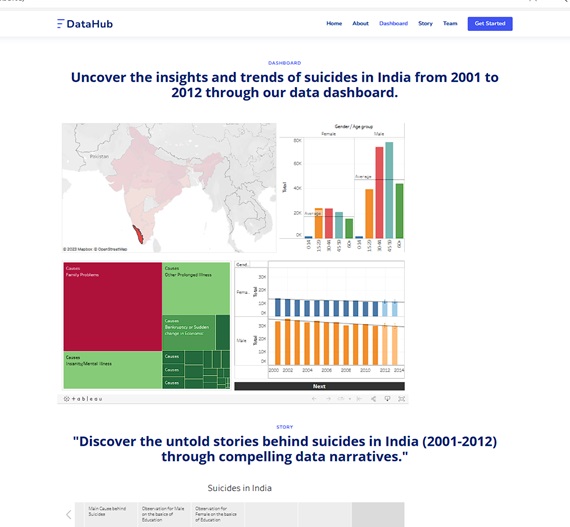 DataHub
Home About Dashboard Story Team Get Started
DASHBOARD
Uncover the insights and trends of suicides in India from 2001 to
2012 through our data dashboard.
Pakistan
© 2023 Mapbox © OpenStreetMap
Gender / Age group
Female Male
Total
80K
60K
40K
20K
0K
Average
Average
0-14 15-29 30-44 45-59 60+ 0-14 15-29 30-44 45-59 60+
Causes
Family Problems
Causes
Other Prolonged Illness
Causes
Bankruptcy or Sudden
change in Economic
Causes
Insanity/Mental Illness
Causes
Causes
Causes
Gend..
Fema..
Total
30K
20K
10K
0K
Male
Total
30K
20K
10K
0K
2000 2002 2004 2006 2008 2010 2012 2014
Next
+ableau
STORY
"Discover the untold stories behind suicides in India (2001-2012)
through compelling data narratives."
Suicides in India
Main Cause behind
Suicides
Observation for Male
on the basics of
Education
Observation for
Female on the basics
of Education